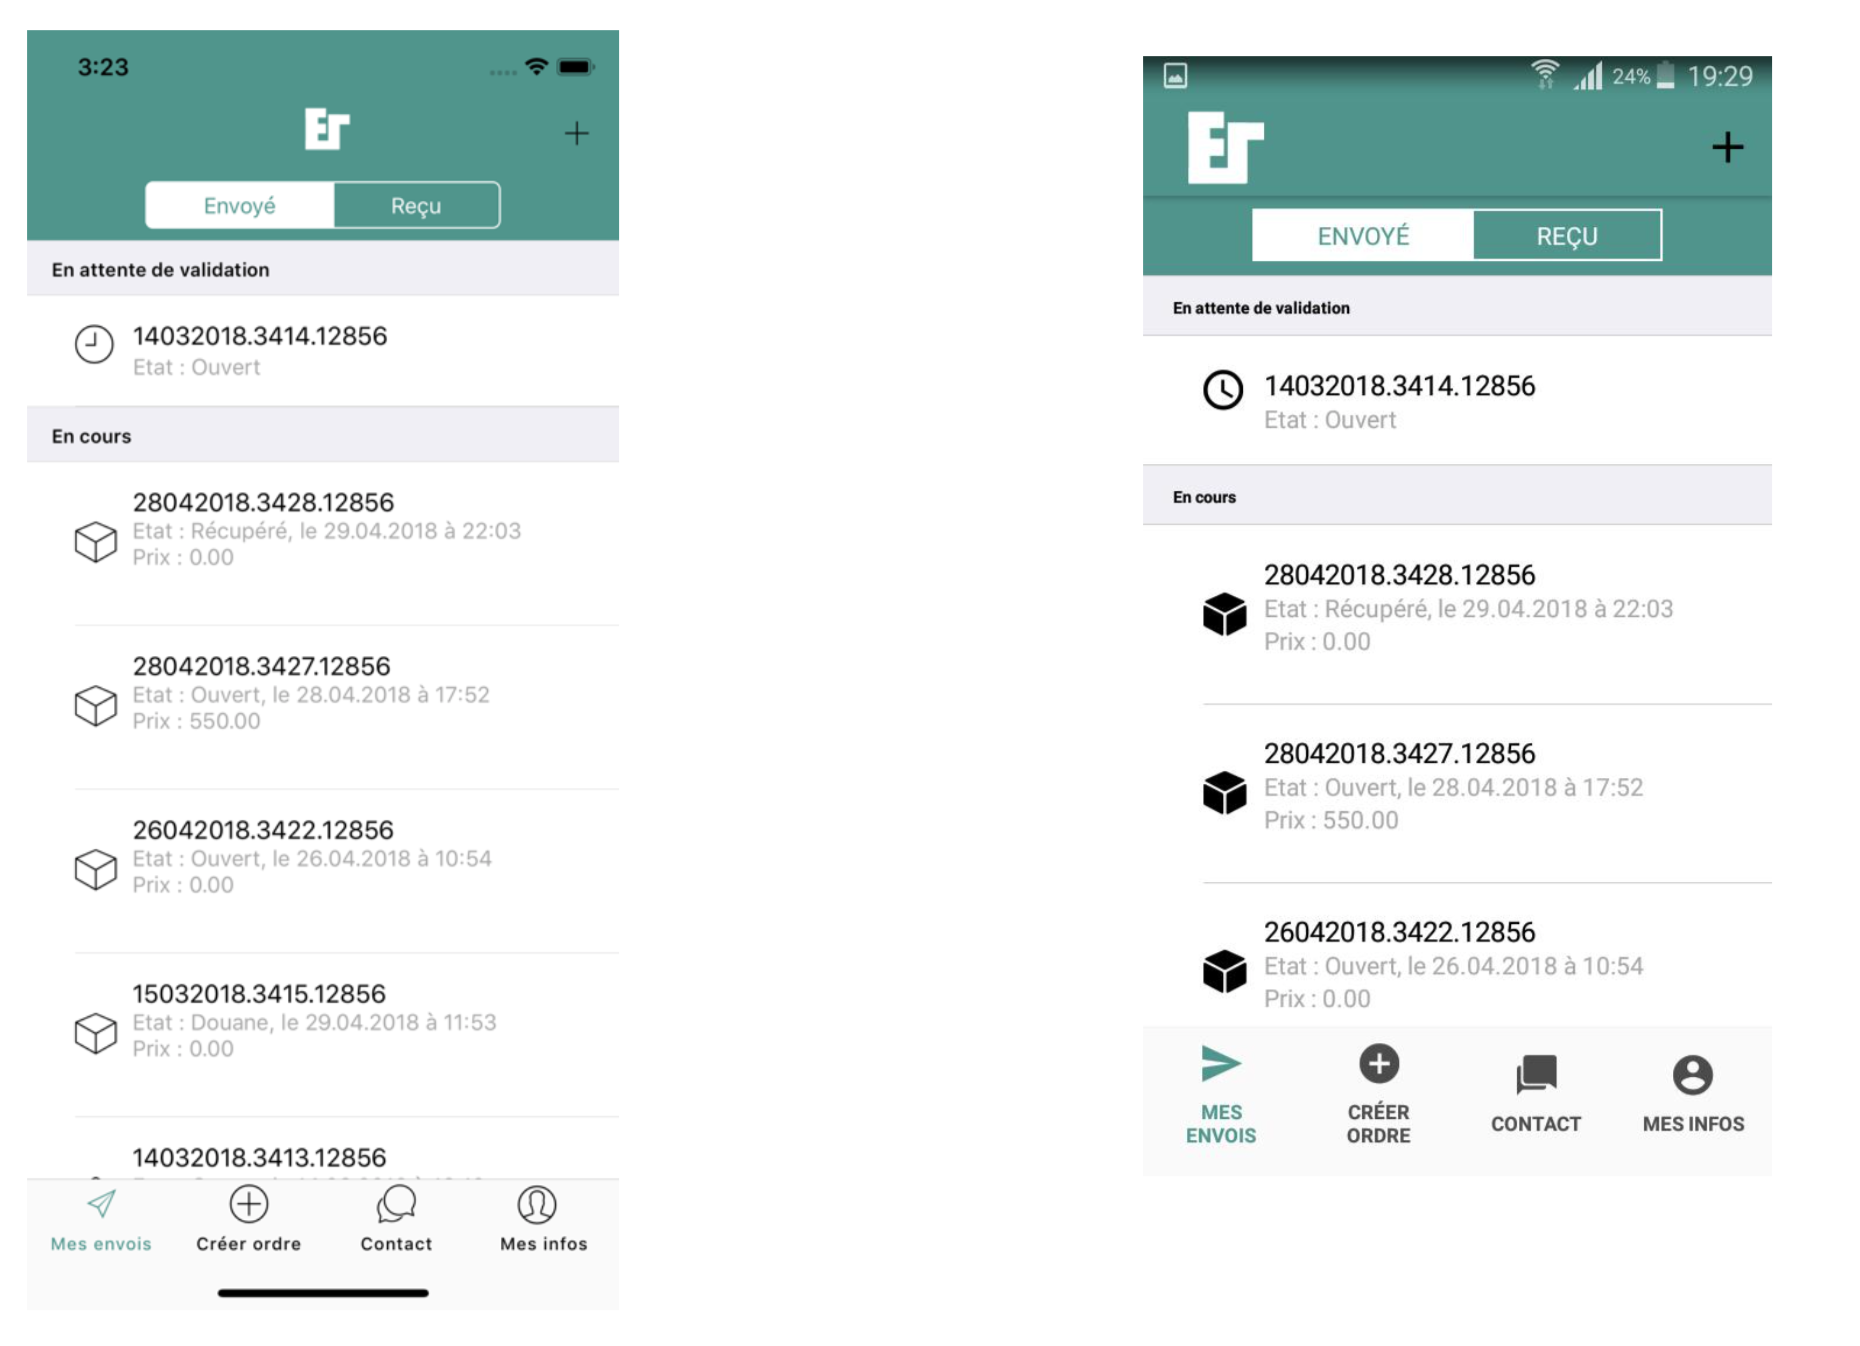 3:23
Er
Envoyé Reçu
En attente de validation
14032018.3414.12856
Etat : Ouvert
En cours
28042018.3428.12856
Etat : Récupéré, le 29.04.2018 à 22:03
Prix : 0.00
28042018.3427.12856
Etat : Ouvert, le 28.04.2018 à 17:52
Prix : 550.00
26042018.3422.12856
Etat : Ouvert, le 26.04.2018 à 10:54
Prix : 0.00
15032018.3415.12856
Etat : Douane, le 29.04.2018 à 11:53
Prix : 0.00
14032018.3413.12856
Mes envois Créer ordre Contact Mes infos
24% 19:29
Er
ENVOYÉ REÇU
En attente de validation
14032018.3414.12856
Etat : Ouvert
En cours
28042018.3428.12856
Etat : Récupéré, le 29.04.2018 à 22:03
Prix : 0.00
28042018.3427.12856
Etat : Ouvert, le 28.04.2018 à 17:52
Prix : 550.00
26042018.3422.12856
Etat : Ouvert, le 26.04.2018 à 10:54
Prix : 0.00
MES ENVOIS
CRÉER ORDRE
CONTACT
MES INFOS